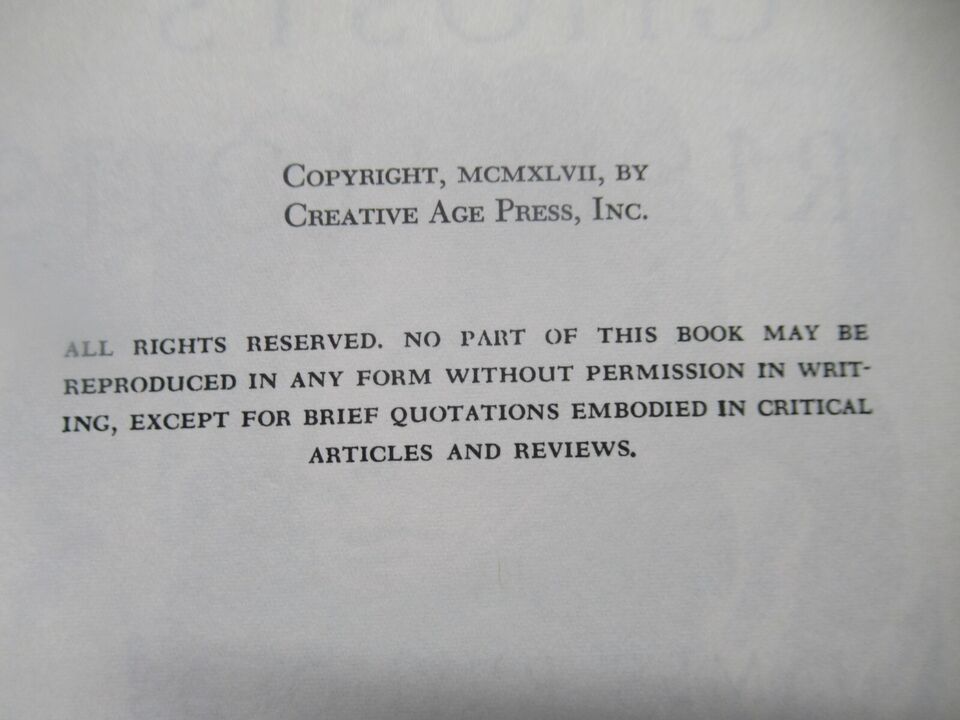 COPYRIGHT, MCMXLVII, BY
CREATIVE AGE PRESS, INC.
ALL RIGHTS RESERVED. NO PART OF THIS BOOK MAY BE
REPRODUCED IN ANY FORM WITHOUT PERMISSION IN WRIT-
ING, EXCEPT FOR BRIEF QUOTATIONS EMBODIED IN CRITICAL
ARTICLES AND REVIEWS.